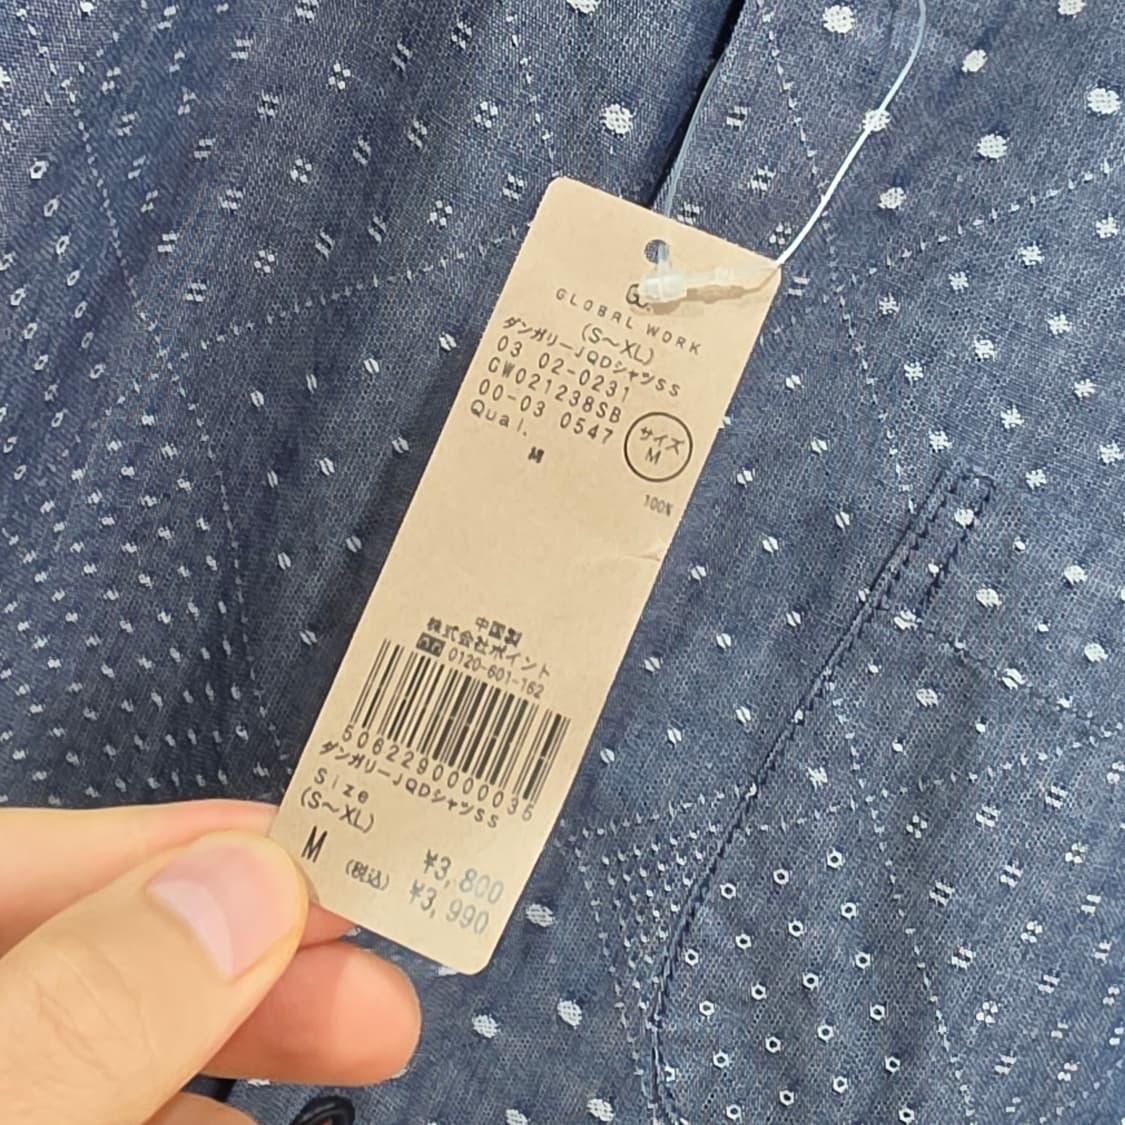 GLOBAL WORK
(S～XL)
ダンガリーJQDシャツSS
03 02-0231
GW021238SB
00-03 0547
Qual.
M
サイズ
M
100%
中国製
株式会社ポイント
0120-601-162
5062290000035
ダンガリーJQDシャツSS
Size
(S～XL)
M
¥3,800
(税込) ¥3,990